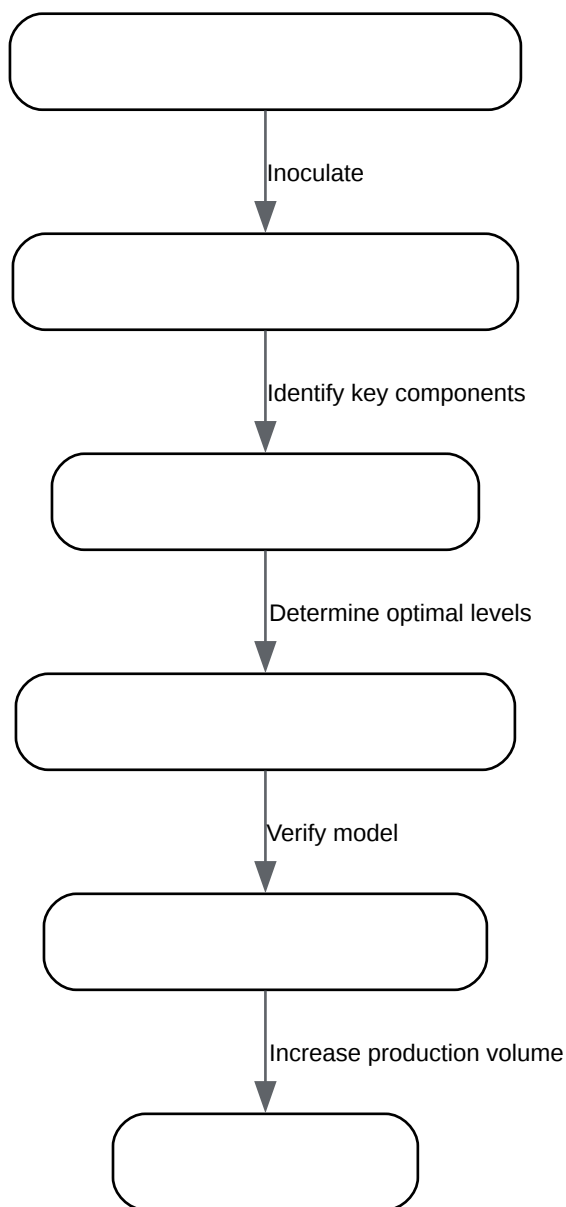 Inoculate
Identify key components
Determine optimal levels
Verify model
Increase production volume